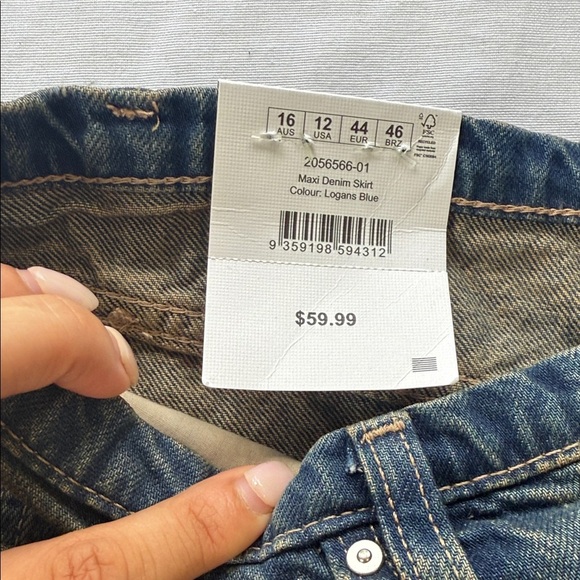 16 12 44 46
AUS USA EUR BRZ
FSC
2056566-01
Maxi Denim Skirt
Colour: Logans Blue
9 359198 594312
$59.99